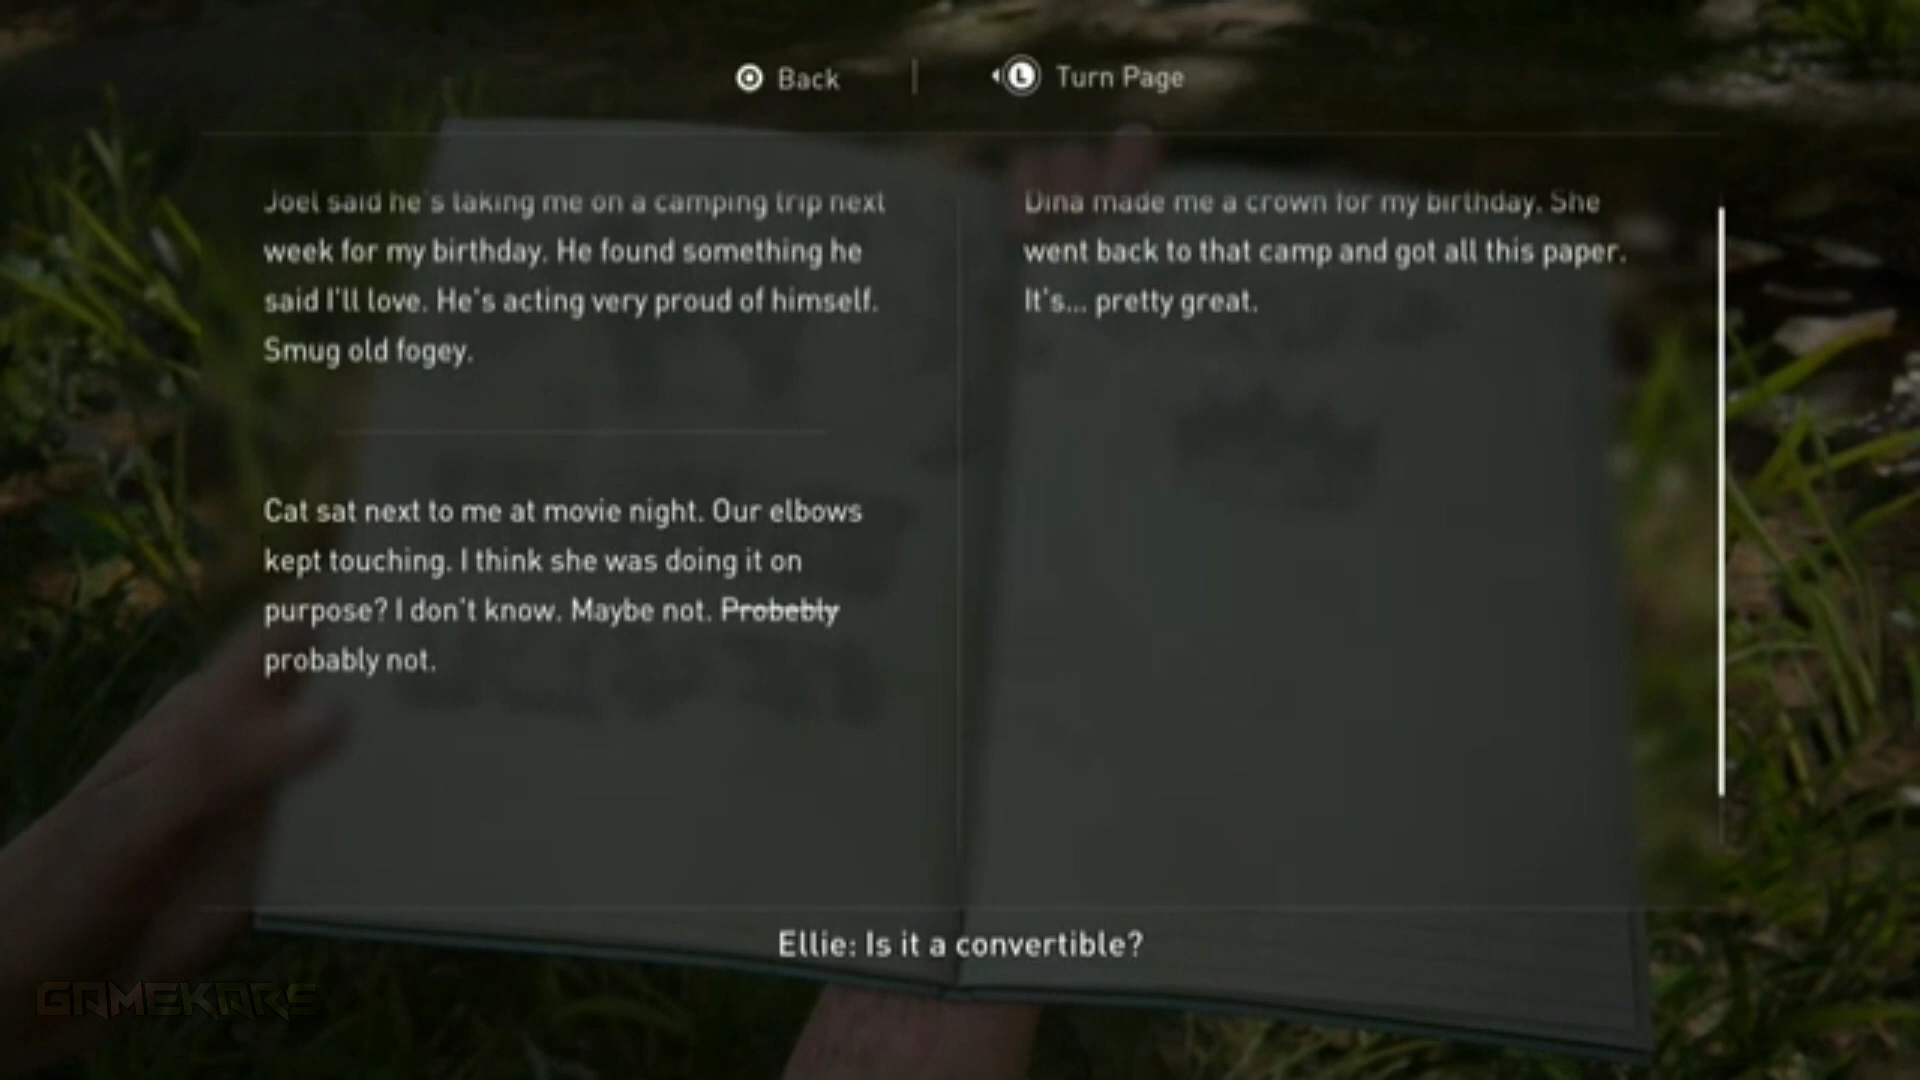 Back | L Turn Page
Joel said he's taking me on a camping trip next
week for my birthday. He found something he
said I'll love. He's acting very proud of himself.
Smug old fogey.
Cat sat next to me at movie night. Our elbows
kept touching. I think she was doing it on
purpose? I don't know. Maybe not. Probebly
probably not.
Dina made me a crown for my birthday. She
went back to that camp and got all this paper.
It's... pretty great.
Ellie: Is it a convertible?
GAMEKARS